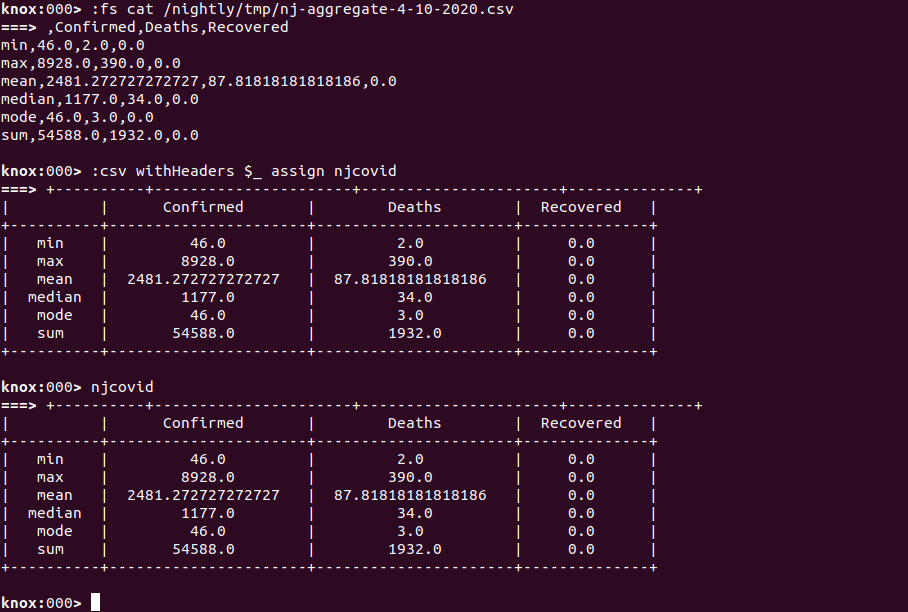 knox:000> :fs cat /nightly/tmp/nj-aggregate-4-10-2020.csv
===> ,Confirmed,Deaths,Recovered
min,46.0,2.0,0.0
max,8928.0,390.0,0.0
mean,2481.272727272727,87.81818181818186,0.0
median,1177.0,34.0,0.0
mode,46.0,3.0,0.0
sum,54588.0,1932.0,0.0

knox:000> :csv withHeaders $_ assign njcovid
===> +----------+----------------------+----------------------+--------------+
|          |      Confirmed       |        Deaths        |  Recovered   |
+----------+----------------------+----------------------+--------------+
|   min    |         46.0         |         2.0          |     0.0      |
|   max    |        8928.0        |        390.0         |     0.0      |
|   mean   |  2481.272727272727   |  87.81818181818186   |     0.0      |
|  median  |        1177.0        |         34.0         |     0.0      |
|   mode   |         46.0         |         3.0          |     0.0      |
|   sum    |       54588.0        |        1932.0        |     0.0      |
+----------+----------------------+----------------------+--------------+

knox:000> njcovid
===> +----------+----------------------+----------------------+--------------+
|          |      Confirmed       |        Deaths        |  Recovered   |
+----------+----------------------+----------------------+--------------+
|   min    |         46.0         |         2.0          |     0.0      |
|   max    |        8928.0        |        390.0         |     0.0      |
|   mean   |  2481.272727272727   |  87.81818181818186   |     0.0      |
|  median  |        1177.0        |         34.0         |     0.0      |
|   mode   |         46.0         |         3.0          |     0.0      |
|   sum    |       54588.0        |        1932.0        |     0.0      |
+----------+----------------------+----------------------+--------------+

knox:000>